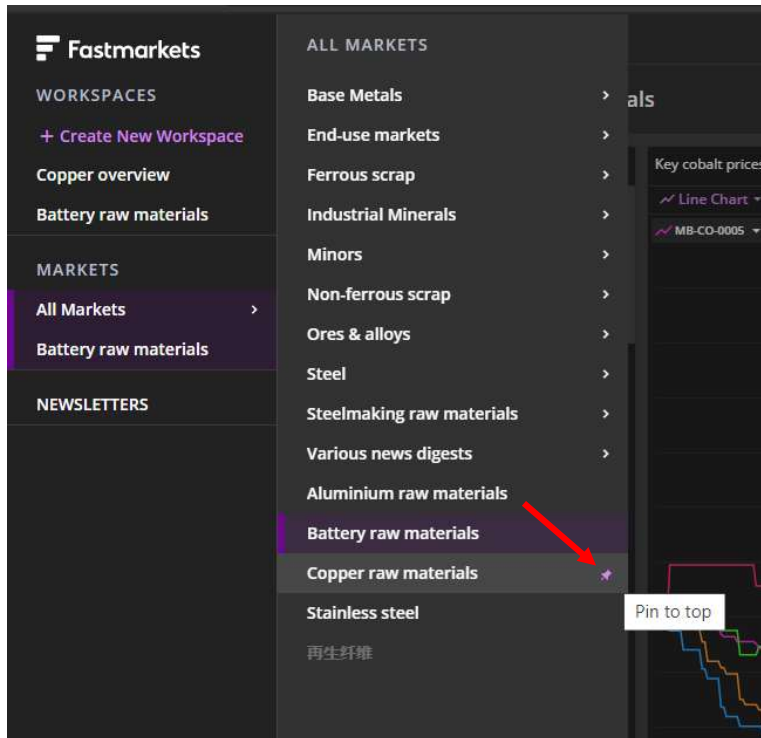 Fastmarkets
WORKSPACES
+ Create New Workspace
Copper overview
Battery raw materials
MARKETS
All Markets
Battery raw materials
NEWSLETTERS
ALL MARKETS
Base Metals
End-use markets
Ferrous scrap
Industrial Minerals
Minors
Non-ferrous scrap
Ores & alloys
Steel
Steelmaking raw materials
Various news digests
Aluminium raw materials
Battery raw materials
Copper raw materials
Stainless steel
再生纤维
Pin to top
als
Key cobalt prices
Line Chart
MB-CO-0005